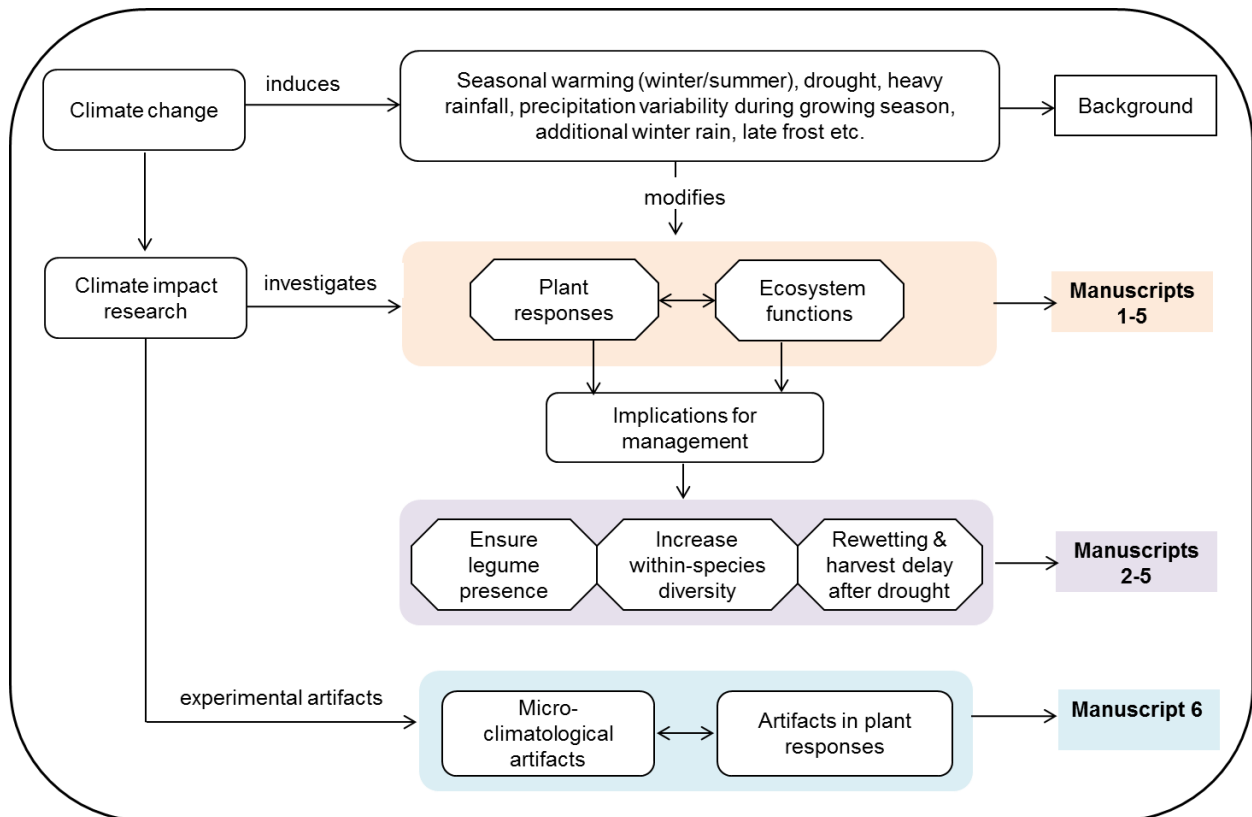 Climate change
induces
Seasonal warming (winter/summer), drought, heavy
rainfall, precipitation variability during growing season,
additional winter rain, late frost etc.
Background
modifies
Climate impact
research
investigates
Plant
responses
Ecosystem
functions
Manuscripts
1-5
Implications for
management
Ensure
legume
presence
Increase
within-species
diversity
Rewetting &
harvest delay
after drought
Manuscripts
2-5
experimental artifacts
Micro-
climatological
artifacts
Artifacts in plant
responses
Manuscript 6